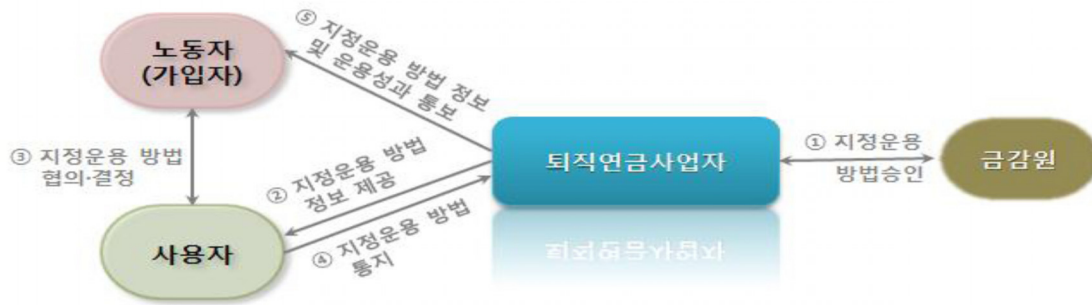 노동자
(가입자)
⑤ 지정운용 방법 정보
및 운용성과 통보
③ 지정운용 방법
협의·결정
② 지정운용 방법
정보 제공
퇴직연금사업자
① 지정운용
방법승인
금감원
사용자
④ 지정운용 방법
통지